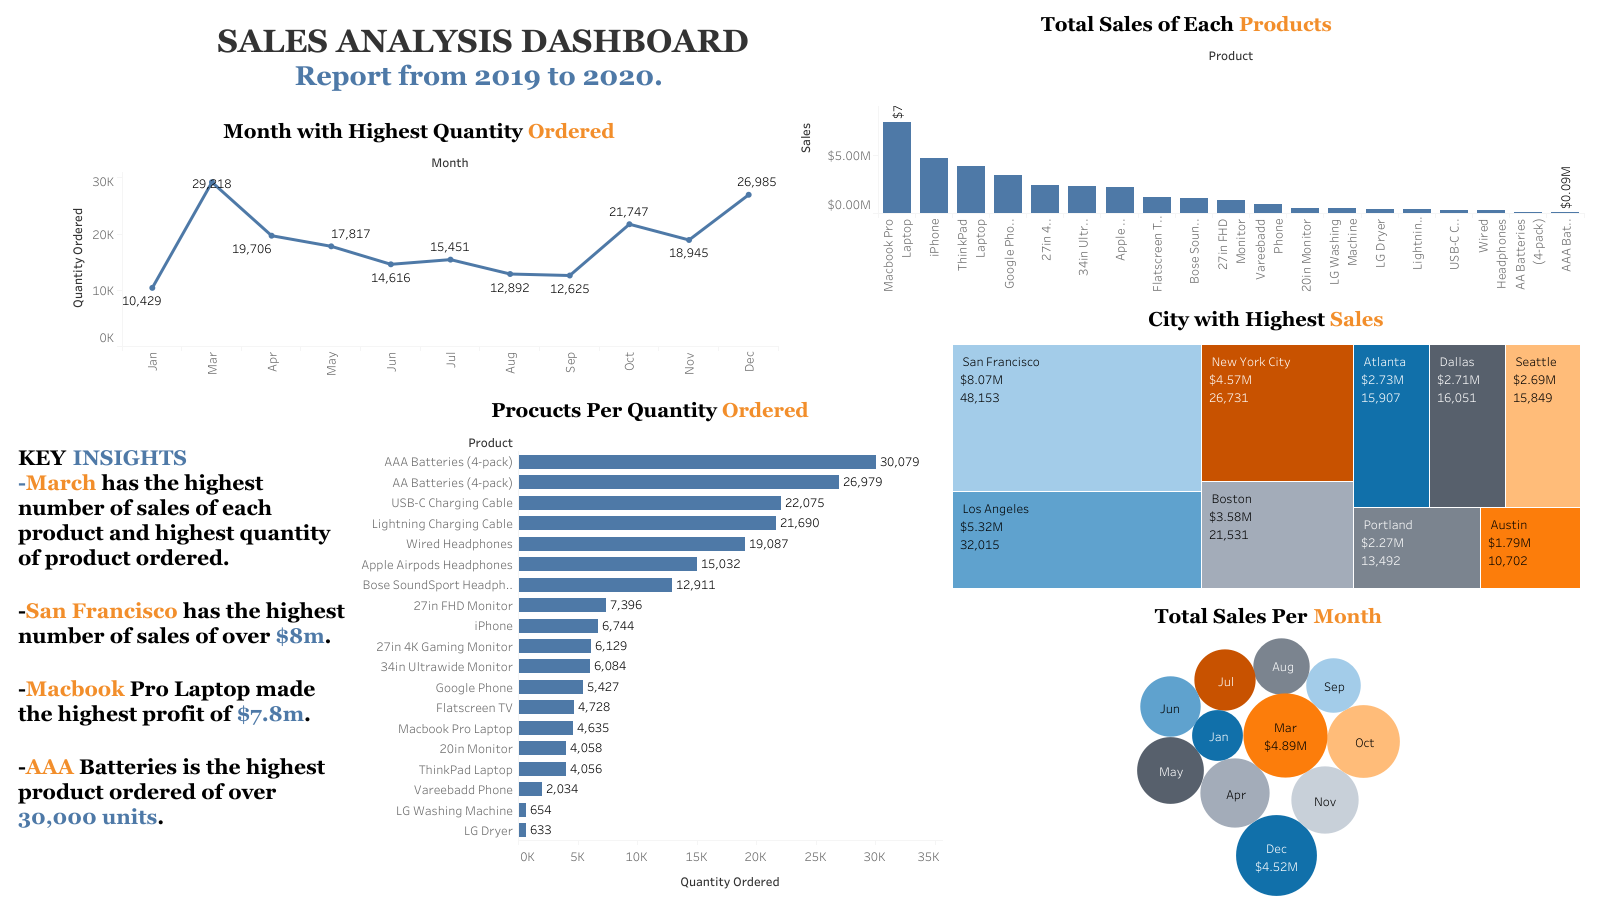 SALES ANALYSIS DASHBOARD
Report from 2019 to 2020.
Month with Highest Quantity Ordered
Month
Quantity Ordered
30K
20K
10K
0K
10,429
29,218
19,706
17,817
14,616
15,451
12,892
12,625
21,747
18,945
26,985
Jan
Mar
Apr
May
Jun
Jul
Aug
Sep
Oct
Nov
Dec
Total Sales of Each Products
Product
Sales
$5.00M
$0.00M
$7
$0.09M
Macbook Pro
Laptop
iPhone
ThinkPad
Laptop
Google Pho..
27in 4..
34in Ultr..
Apple ..
Flatscreen T..
Bose Soun..
27in FHD
Monitor
Vareebadd
Phone
20in Monitor
LG Washing
Machine
LG Dryer
Lightnin..
USB-C C..
Wired
Headphones
AA Batteries
(4-pack)
AAA Bat..
KEY INSIGHTS
-March has the highest
number of sales of each
product and highest quantity
of product ordered.
-San Francisco has the highest
number of sales of over $8m.
-Macbook Pro Laptop made
the highest profit of $7.8m.
-AAA Batteries is the highest
product ordered of over
30,000 units.
Procucts Per Quantity Ordered
Product
AAA Batteries (4-pack) 30,079
AA Batteries (4-pack) 26,979
USB-C Charging Cable 22,075
Lightning Charging Cable 21,690
Wired Headphones 19,087
Apple Airpods Headphones 15,032
Bose SoundSport Headph.. 12,911
27in FHD Monitor 7,396
iPhone 6,744
27in 4K Gaming Monitor 6,129
34in Ultrawide Monitor 6,084
Google Phone 5,427
Flatscreen TV 4,728
Macbook Pro Laptop 4,635
20in Monitor 4,058
ThinkPad Laptop 4,056
Vareebadd Phone 2,034
LG Washing Machine 654
LG Dryer 633
0K 5K 10K 15K 20K 25K 30K 35K
Quantity Ordered
City with Highest Sales
San Francisco
$8.07M
48,153
Los Angeles
$5.32M
32,015
New York City
$4.57M
26,731
Boston
$3.58M
21,531
Atlanta
$2.73M
15,907
Dallas
$2.71M
16,051
Seattle
$2.69M
15,849
Portland
$2.27M
13,492
Austin
$1.79M
10,702
Total Sales Per Month
Aug
Jul
Sep
Jun
Jan
Mar
$4.89M
Oct
May
Apr
Nov
Dec
$4.52M